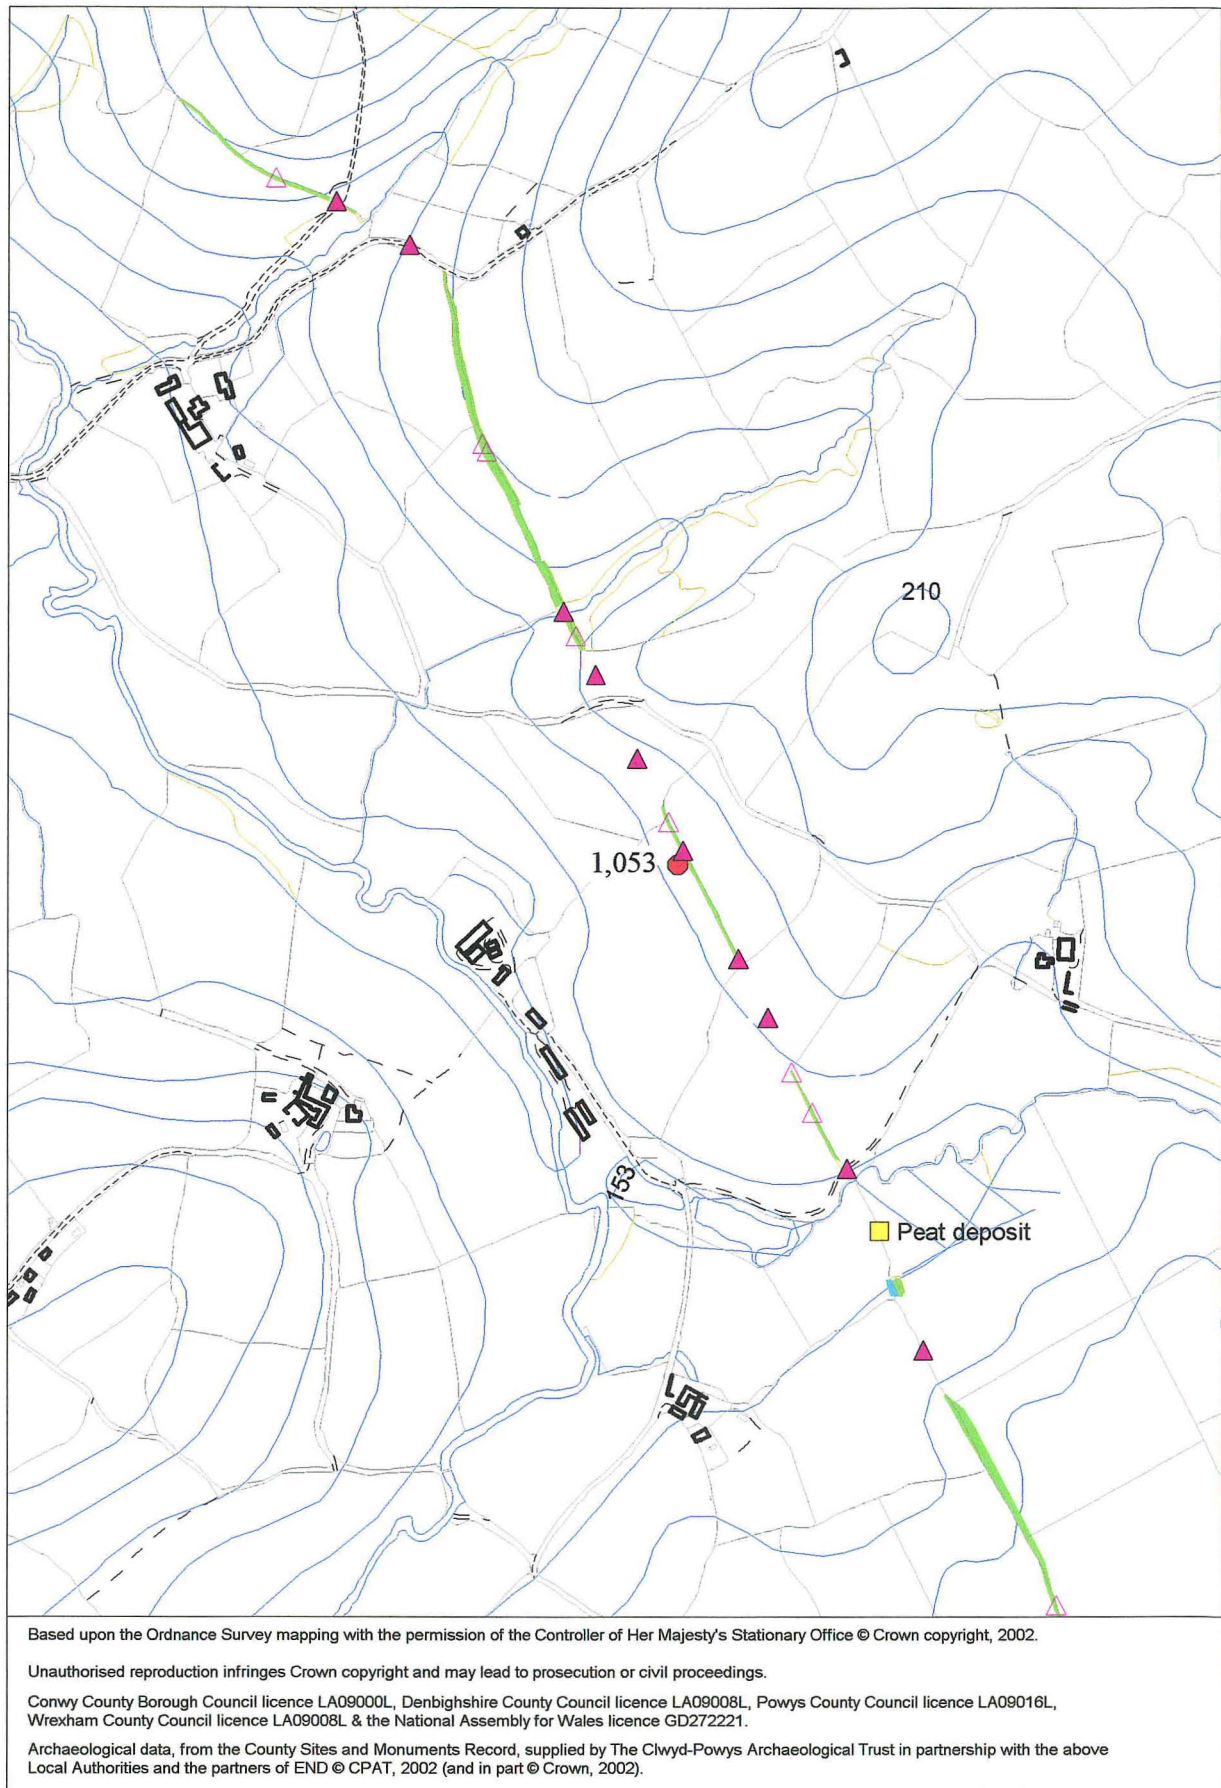 210
1,053
153
Peat deposit
Based upon the Ordnance Survey mapping with the permission of the Controller of Her Majesty's Stationary Office © Crown copyright, 2002.
Unauthorised reproduction infringes Crown copyright and may lead to prosecution or civil proceedings.
Conwy County Borough Council licence LA09000L, Denbighshire County Council licence LA09008L, Powys County Council licence LA09016L,
Wrexham County Council licence LA09008L & the National Assembly for Wales licence GD272221.
Archaeological data, from the County Sites and Monuments Record, supplied by The Clwyd-Powys Archaeological Trust in partnership with the above
Local Authorities and the partners of END © CPAT, 2002 (and in part © Crown, 2002).